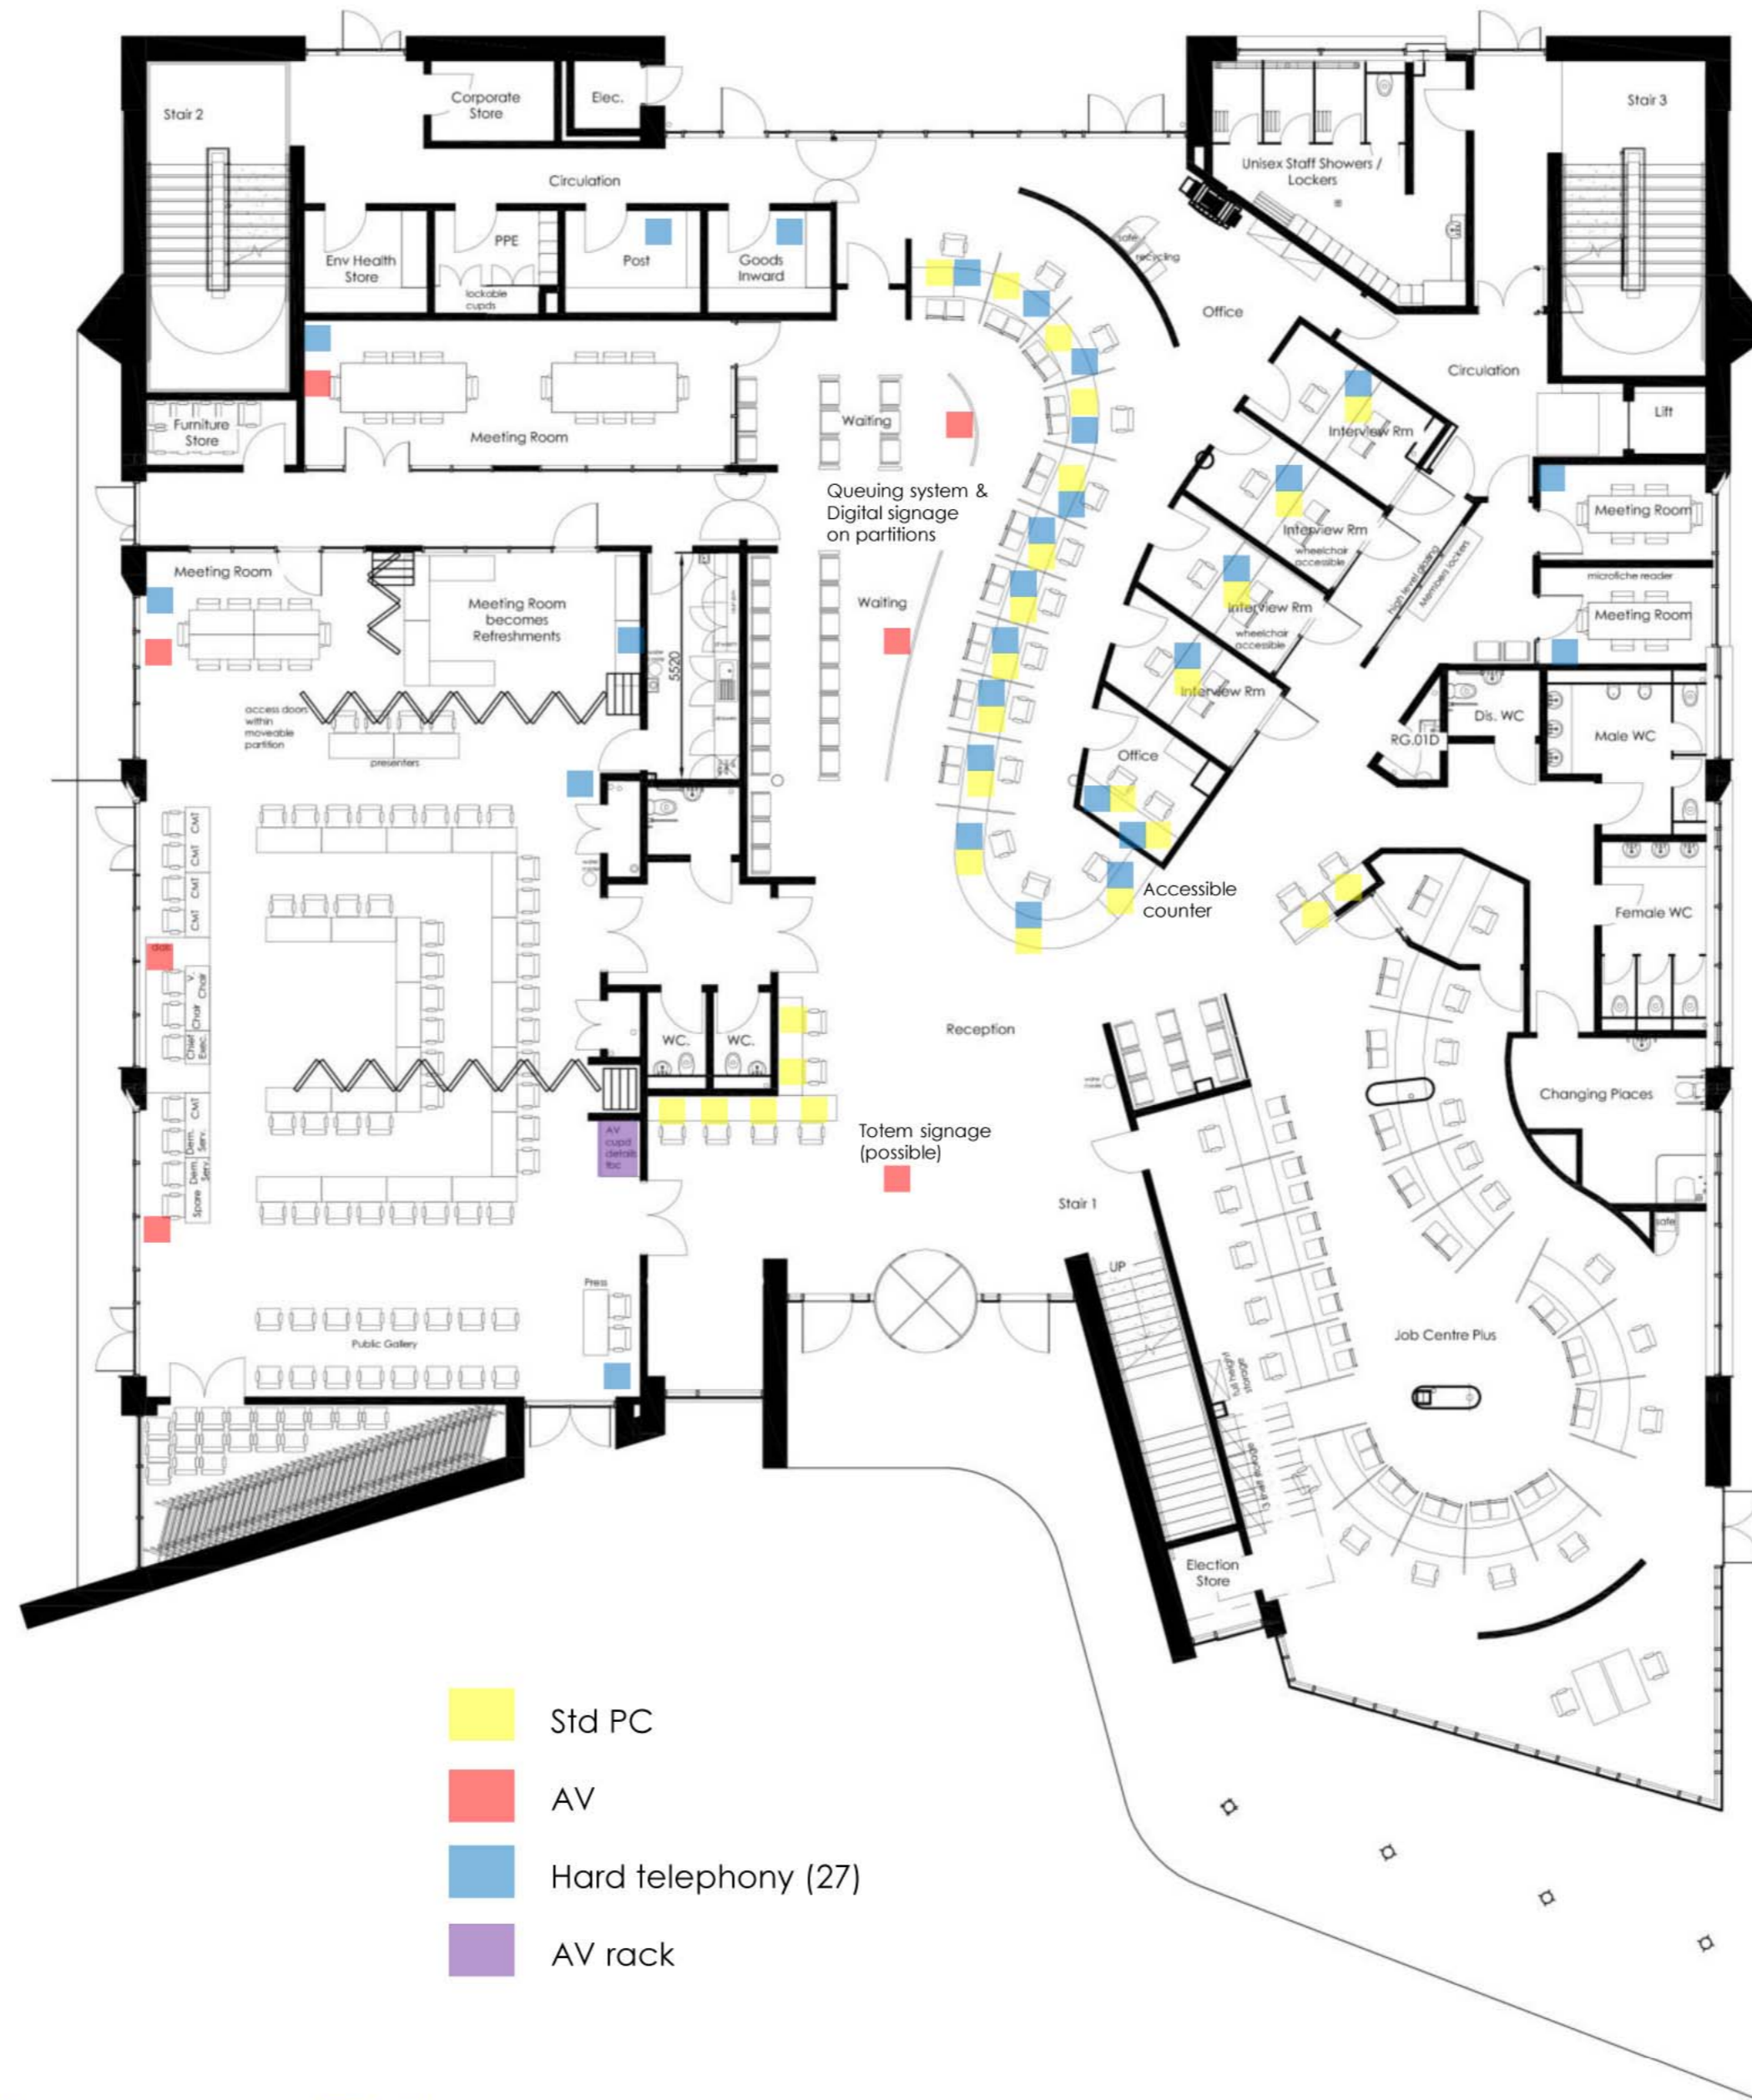 Stair 2
Corporate
Store
Elec.
Stair 3
Circulation
Unisex Staff Showers /
Lockers
Env Health
Store
PPE
lockable
cupds
Post
Goods
Inward
safe
recycling
Office
Circulation
Lift
Furniture
Store
Meeting Room
Waiting
Interview Rm
Queuing system &
Digital signage
on partitions
Interview Rm
wheelchair
accessible
Meeting Room
high level glazing
Members lockers
microfiche reader
Meeting Room
Meeting Room
Meeting Room
becomes
Refreshments
5520
Waiting
Interview Rm
wheelchair
accessible
Interview Rm
access doors
within
moveable
partition
presenters
Office
Dis. WC
RG.01D
Male WC
CMT
CMT
CMT
CMT
Accessible
counter
Female WC
V.
Chair
Chair
Chief
Exec.
WC.
WC.
Reception
Changing Places
CMT
Dem.
Serv.
Dem.
Serv.
Spare
AV
cupd
details
tbc
Totem signage
(possible)
Stair 1
safe
UP
Press
Public Gallery
Job Centre Plus
full height
storage
Election
Store
Std PC
AV
Hard telephony (27)
AV rack